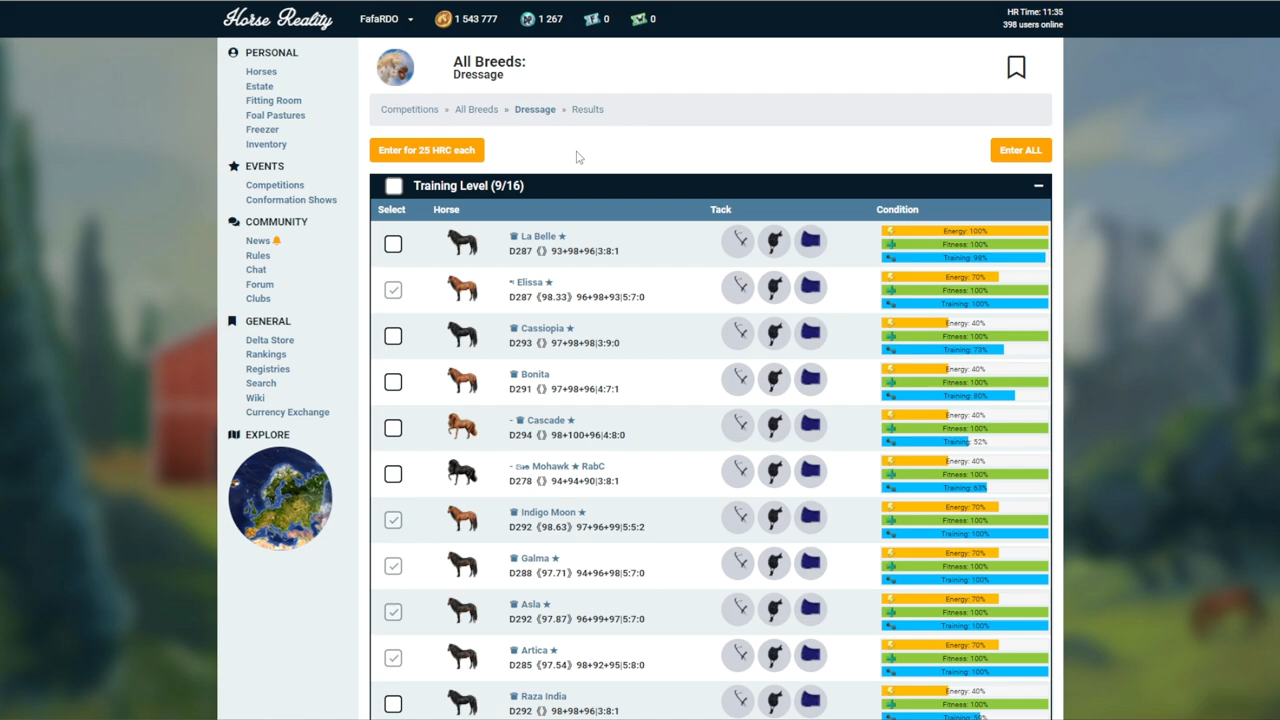 Horse Reality
FafaRDO
1 543 777
1 267
0
0
HR Time: 11:35
398 users online
PERSONAL
Horses
Estate
Fitting Room
Foal Pastures
Freezer
Inventory
EVENTS
Competitions
Conformation Shows
COMMUNITY
News
Rules
Chat
Forum
Clubs
GENERAL
Delta Store
Rankings
Registries
Search
Wiki
Currency Exchange
EXPLORE
All Breeds:
Dressage
Competitions » All Breeds » Dressage » Results
Enter for 25 HRC each
Enter ALL
Training Level (9/16)
Select Horse Tack Condition
La Belle ★
D287 《》 93+98+96|3:8:1
Energy: 100%
Fitness: 100%
Training: 98%
Elissa ★
D287 《98.33》 96+98+93|5:7:0
Energy: 70%
Fitness: 100%
Training: 100%
Cassiopia ★
D293 《》 97+98+98|3:9:0
Energy: 40%
Fitness: 100%
Training: 73%
Bonita
D291 《》 97+98+96|4:7:1
Energy: 40%
Fitness: 100%
Training: 80%
- ♛ Cascade ★
D294 《》 98+100+96|4:8:0
Energy: 40%
Fitness: 100%
Training: 52%
- Mohawk ★ RabC
D278 《》 94+94+90|3:8:1
Energy: 40%
Fitness: 100%
Training: 63%
Indigo Moon ★
D292 《98.63》 97+96+99|5:5:2
Energy: 70%
Fitness: 100%
Training: 100%
Galma ★
D288 《97.71》 94+96+98|5:7:0
Energy: 70%
Fitness: 100%
Training: 100%
Asla ★
D292 《97.87》 96+99+97|5:7:0
Energy: 70%
Fitness: 100%
Training: 100%
Artica ★
D285 《97.54》 98+92+95|5:8:0
Energy: 70%
Fitness: 100%
Training: 100%
Raza India
D292 《》 98+98+96|3:8:1
Energy: 40%
Fitness: 100%